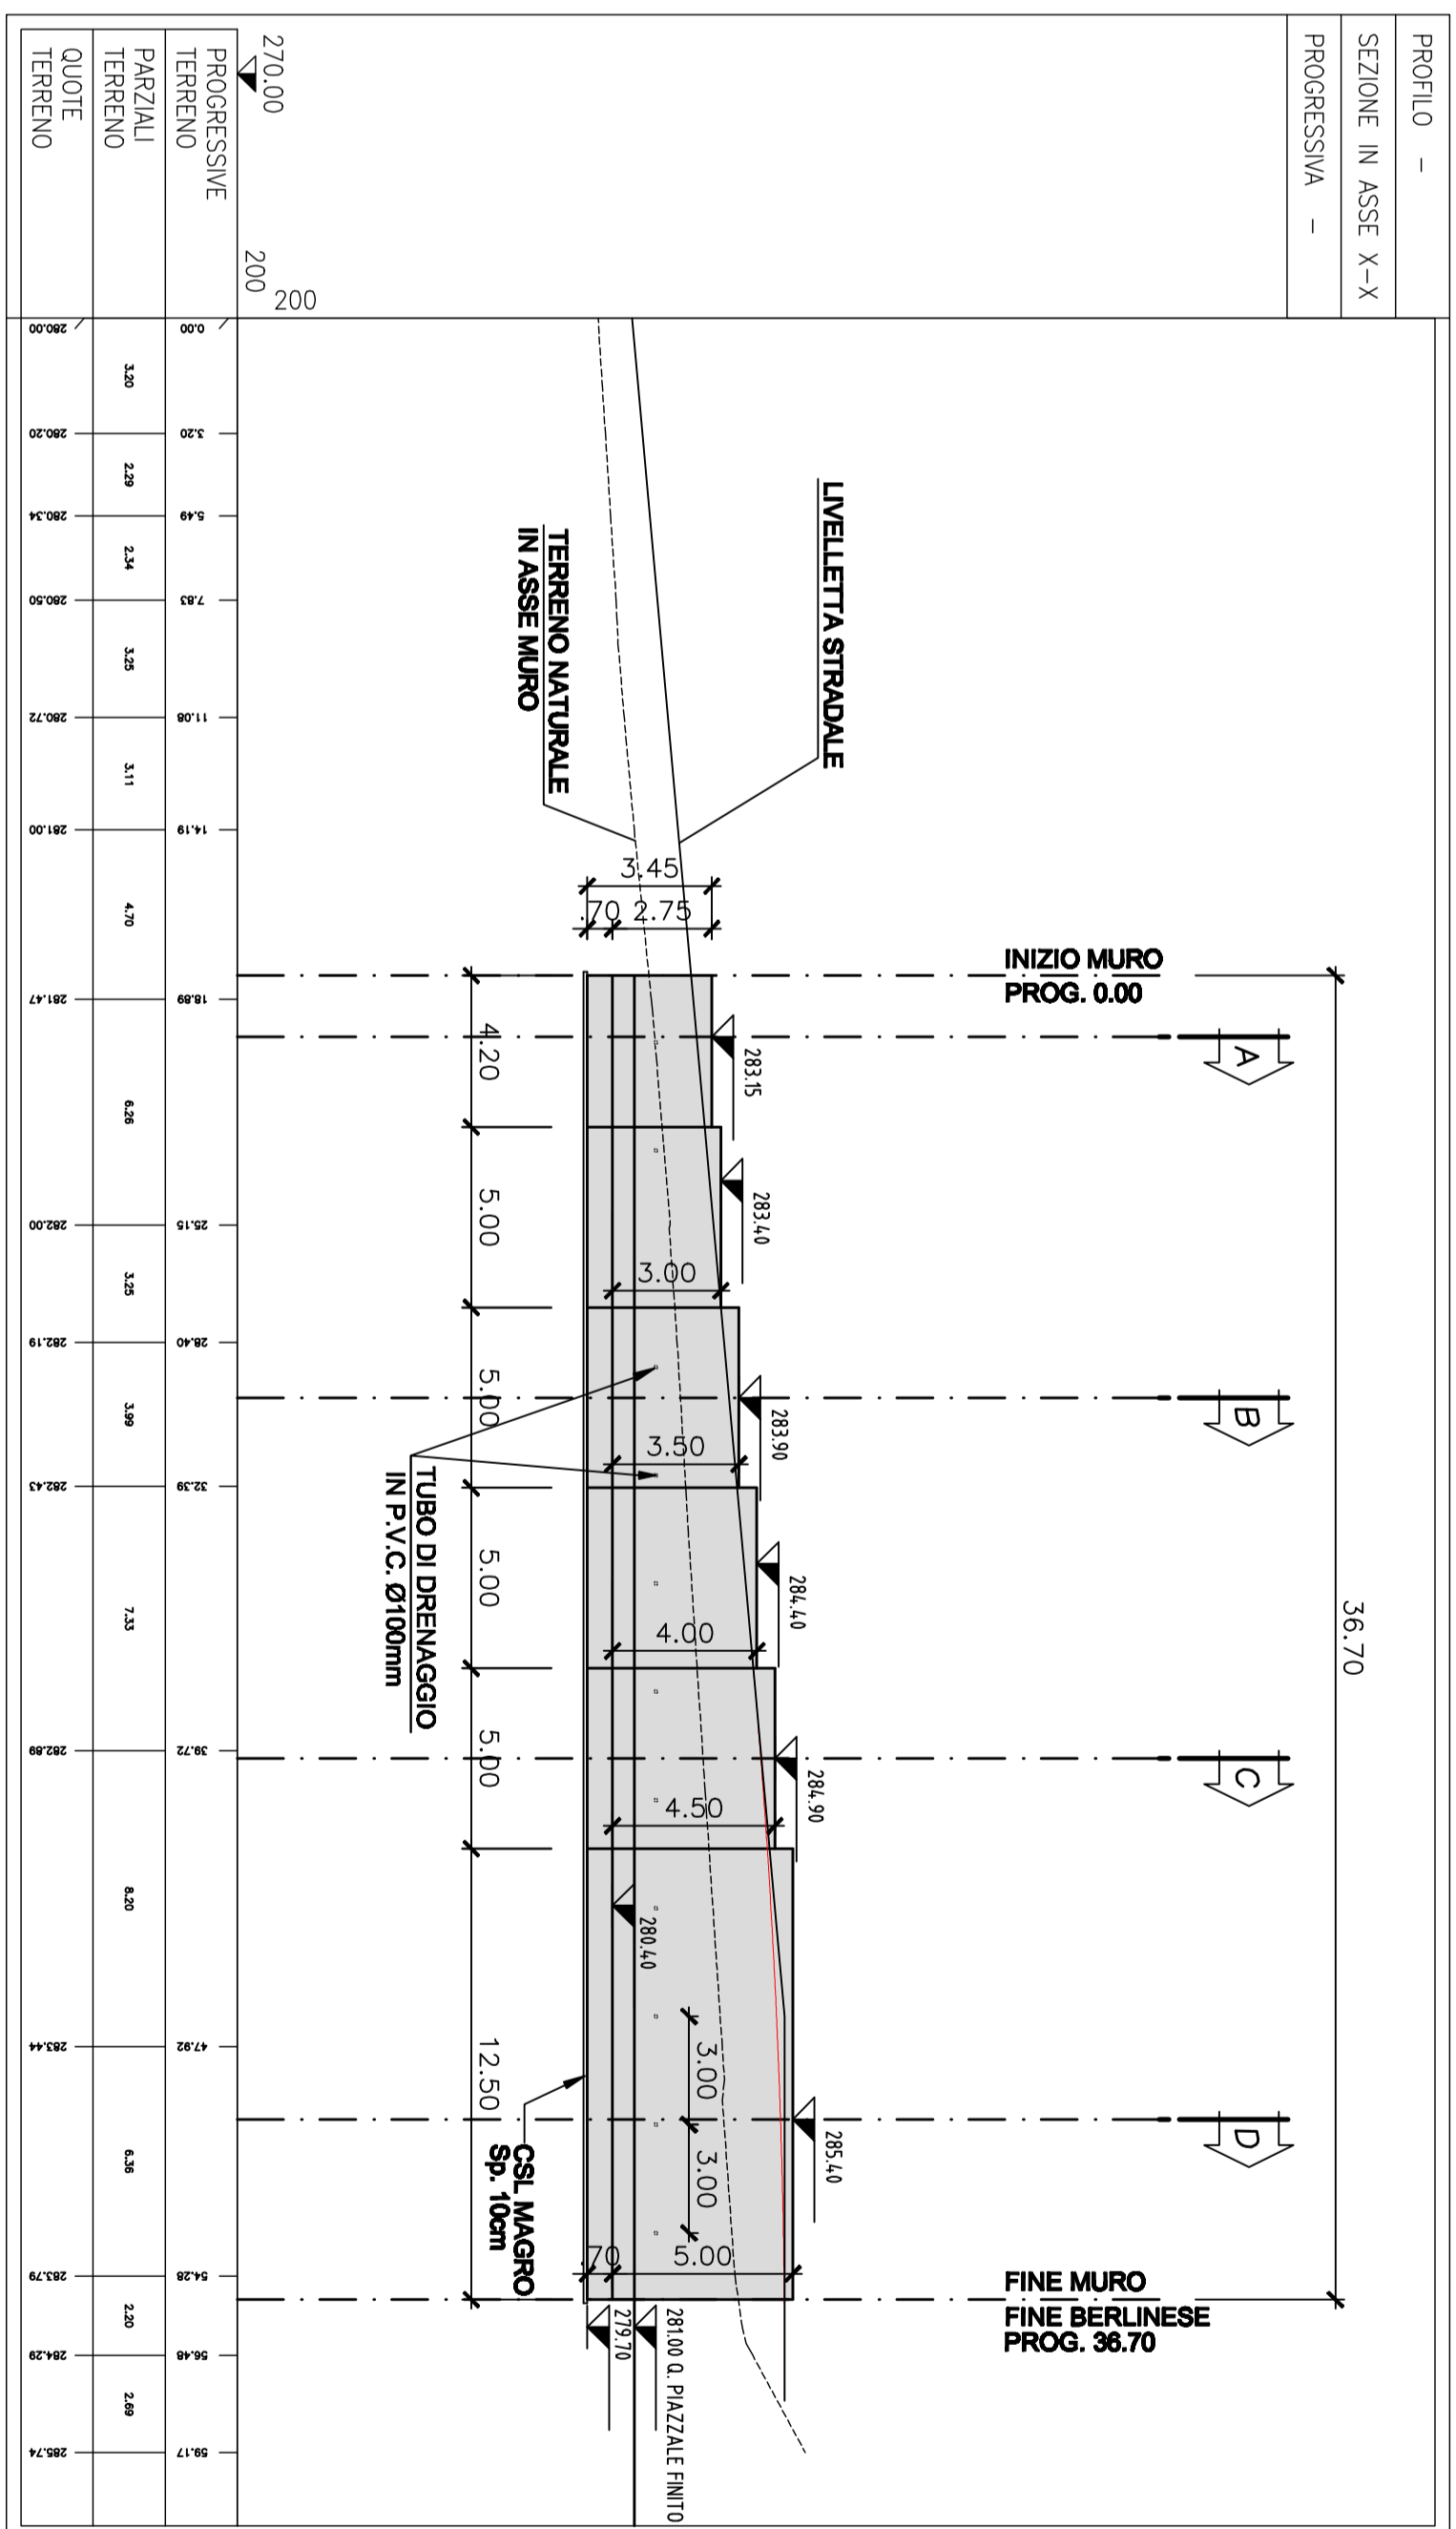 PROFILO -
SEZIONE IN ASSE X-X
PROGRESSIVA -
36.70
A
B
C
D
INIZIO MURO
PROG. 0.00
FINE MURO
FINE BERLINESE
PROG. 36.70
LIVELLETTA STRADALE
TERRENO NATURALE
IN ASSE MURO
283.15
283.40
283.90
284.40
284.90
285.40
3.45
.70
2.75
3.00
3.50
4.00
4.50
280.40
3.00
3.00
.70
5.00
281.00 Q. PIAZZALE FINITO
279.70
4.20
5.00
5.00
5.00
5.00
12.50
TUBO DI DRENAGGIO
IN P.V.C. Ø100mm
CSL MAGRO
Sp. 10cm
270.00
200
200
PROGRESSIVE
TERRENO
0.00
3.20
5.49
7.83
11.08
14.19
18.89
25.15
28.40
32.39
39.72
47.92
54.28
56.48
59.17
PARZIALI
TERRENO
3.20
2.29
2.34
3.25
3.11
4.70
6.26
3.25
3.99
7.33
8.20
6.36
2.20
2.69
QUOTE
TERRENO
280.00
280.20
280.34
280.50
280.72
281.00
281.47
282.00
282.19
282.43
282.89
283.44
283.79
284.29
285.74